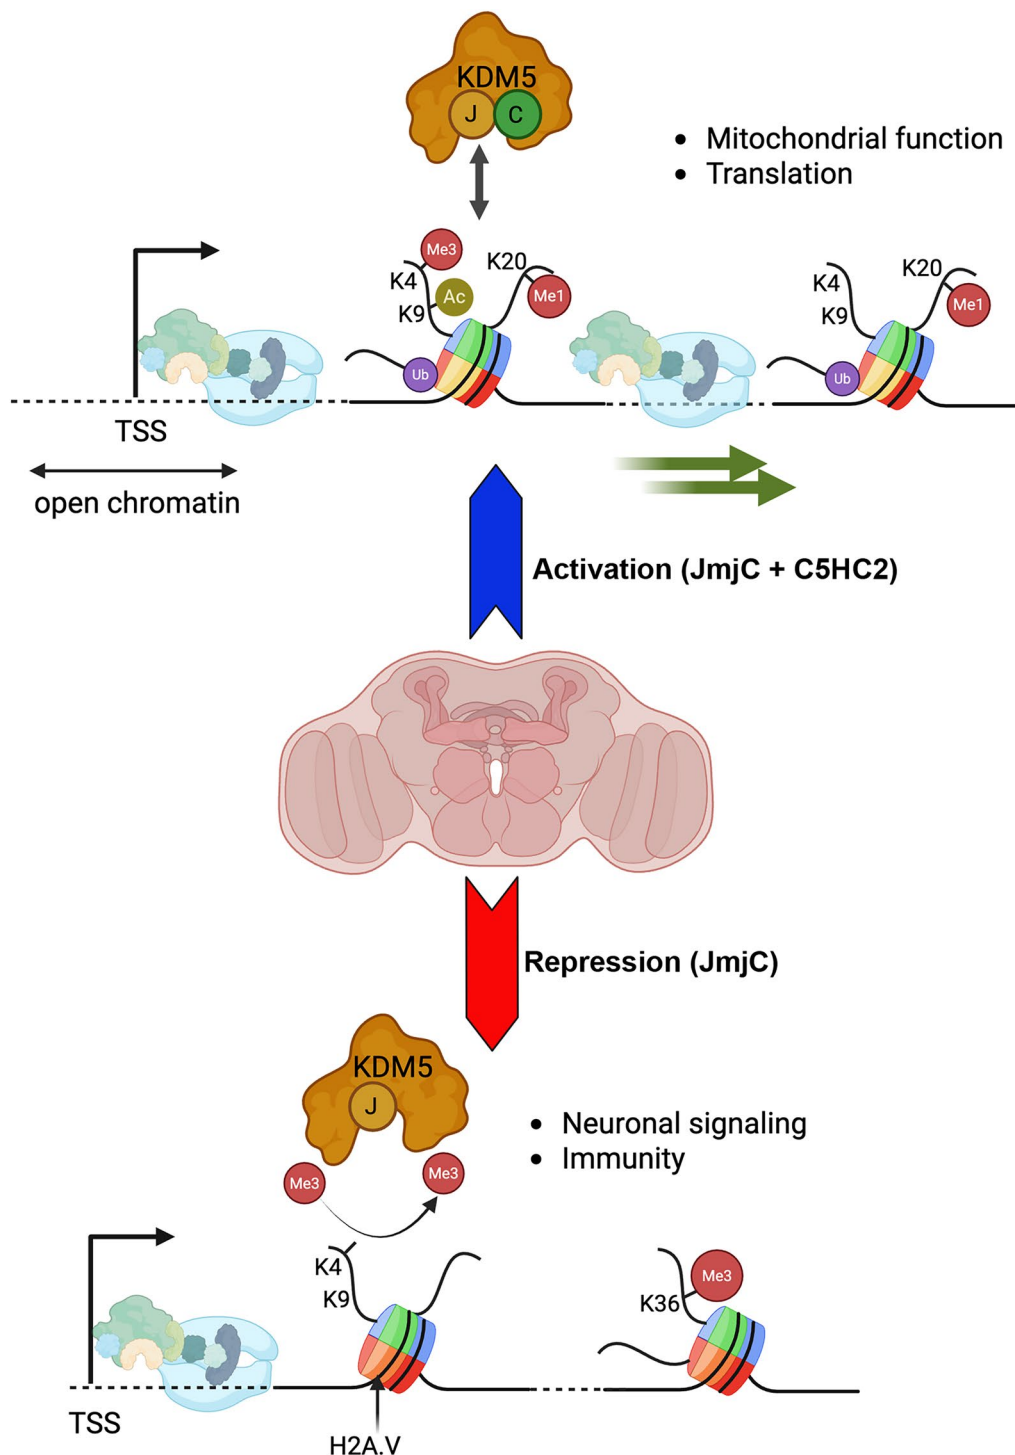 KDM5
J C
• Mitochondrial function
• Translation
Me3
K4
Ac
K9
K20
Me1
Ub
K4
K9
K20
Me1
Ub
TSS
open chromatin
Activation (JmjC + C5HC2)
Repression (JmjC)
KDM5
J
• Neuronal signaling
• Immunity
Me3
Me3
K4
K9
Me3
K36
TSS
H2A.V